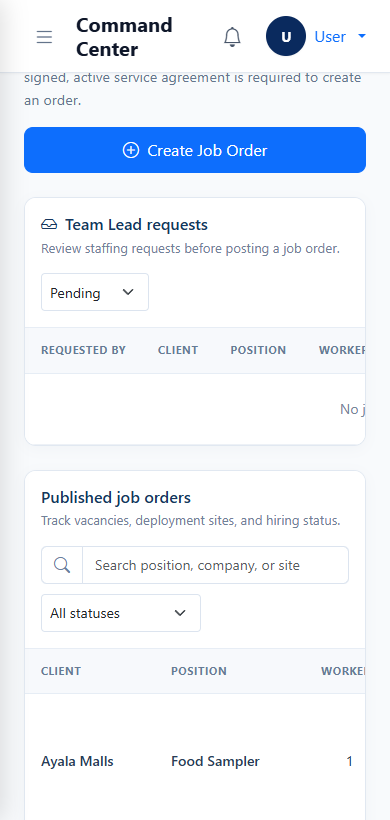 Command
Center
U
User
signed, active service agreement is required to create
an order.
Create Job Order
Team Lead requests
Review staffing requests before posting a job order.
Pending
REQUESTED BY CLIENT POSITION
No j
Published job orders
Track vacancies, deployment sites, and hiring status.
Search position, company, or site
All statuses
CLIENT POSITION
Ayala Malls Food Sampler 1